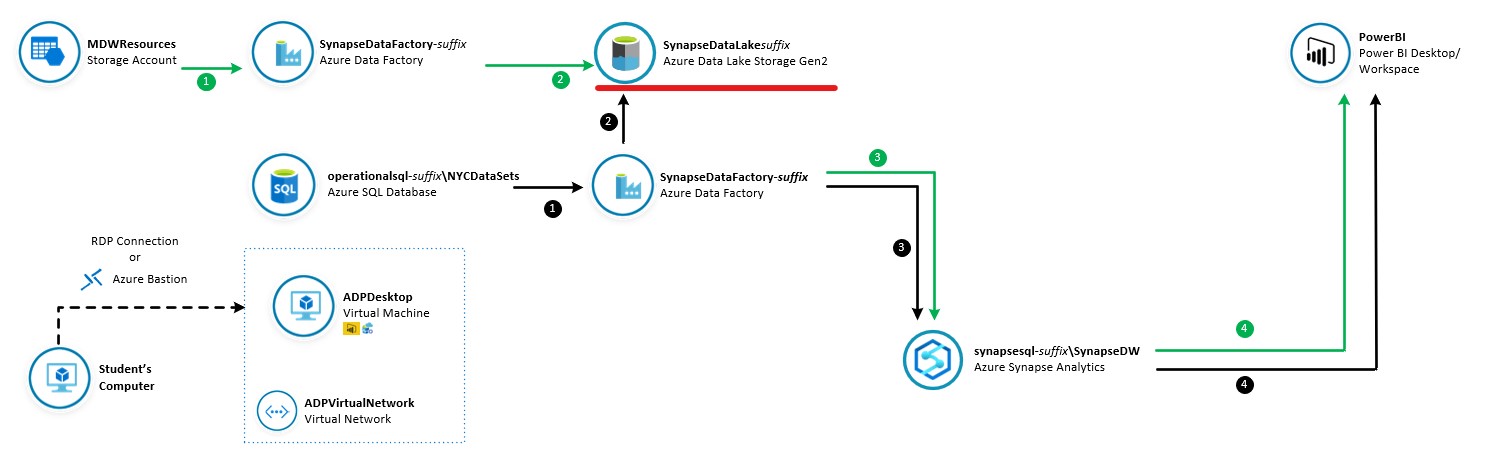 MDWResources
Storage Account
1
SynapseDataFactory-suffix
Azure Data Factory
2
SynapseDataLakesuffix
Azure Data Lake Storage Gen2
PowerBI
Power BI Desktop/
Workspace
2
SQL
operationalsql-suffix\NYCDataSets
Azure SQL Database
1
SynapseDataFactory-suffix
Azure Data Factory
3
3
RDP Connection
or
Azure Bastion
ADPDesktop
Virtual Machine
Student’s
Computer
ADPVirtualNetwork
Virtual Network
synapsesql-suffix\SynapseDW
Azure Synapse Analytics
4
4